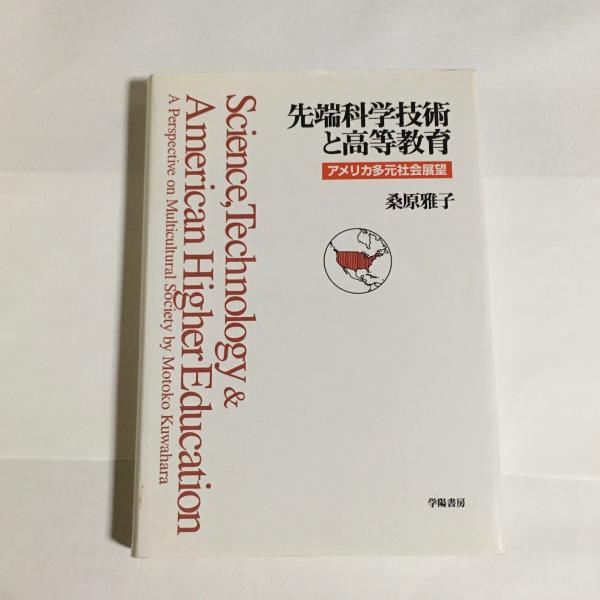 先端科学技術
と高等教育
アメリカ多元社会展望
桑原雅子
Science, Technology &
American Higher Education
A Perspective on Multicultural Society by Motoko Kuwahara
学陽書房